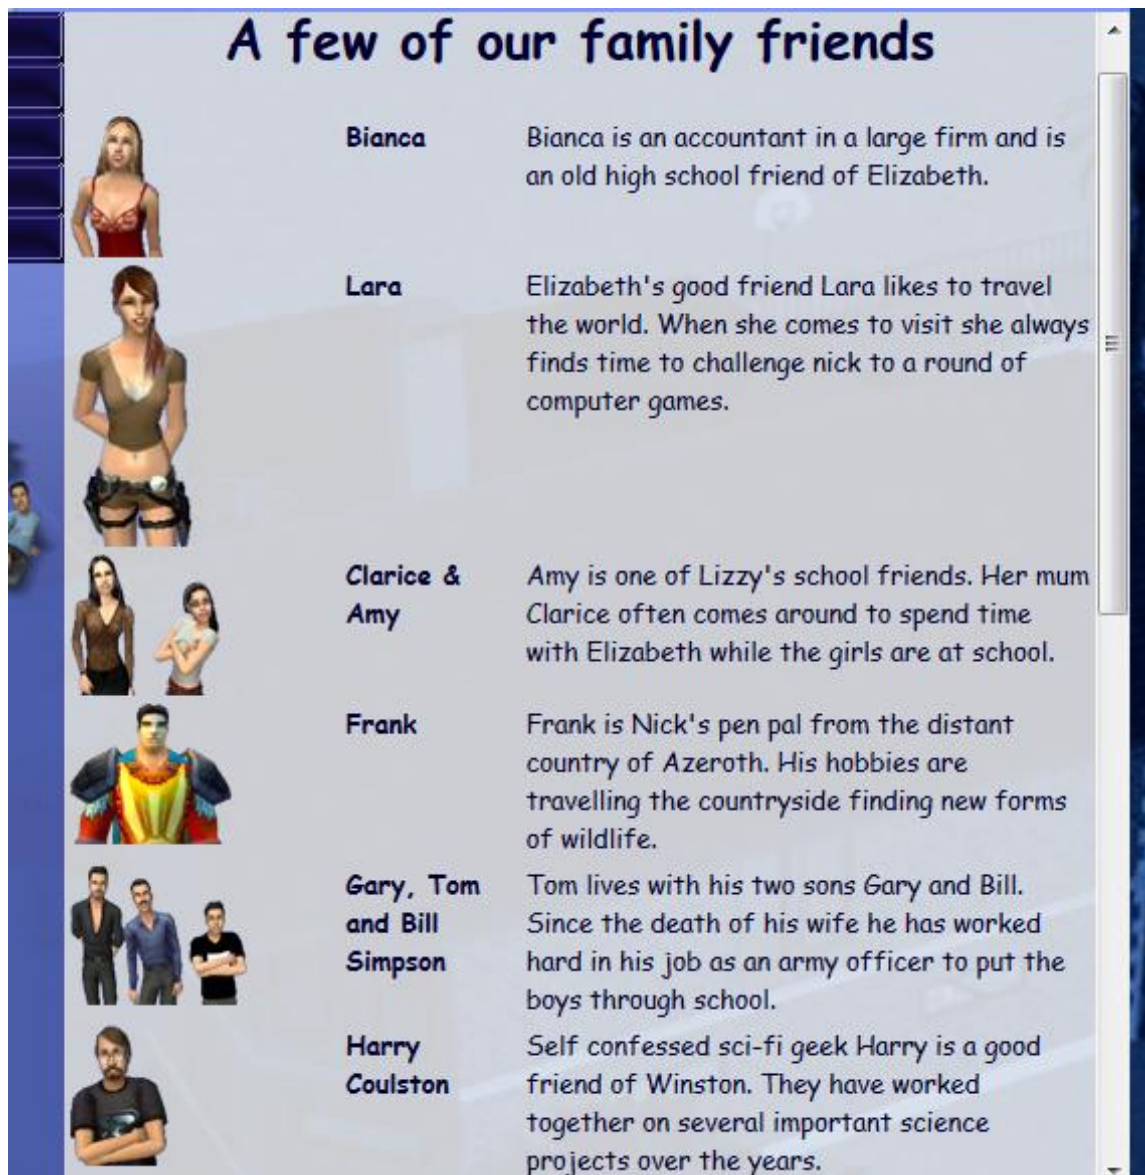 A few of our family friends
Bianca
Bianca is an accountant in a large firm and is
an old high school friend of Elizabeth.
Lara
Elizabeth's good friend Lara likes to travel
the world. When she comes to visit she always
finds time to challenge nick to a round of
computer games.
Clarice &
Amy
Amy is one of Lizzy's school friends. Her mum
Clarice often comes around to spend time
with Elizabeth while the girls are at school.
Frank
Frank is Nick's pen pal from the distant
country of Azeroth. His hobbies are
travelling the countryside finding new forms
of wildlife.
Gary, Tom
and Bill
Simpson
Tom lives with his two sons Gary and Bill.
Since the death of his wife he has worked
hard in his job as an army officer to put the
boys through school.
Harry
Coulston
Self confessed sci-fi geek Harry is a good
friend of Winston. They have worked
together on several important science
projects over the years.